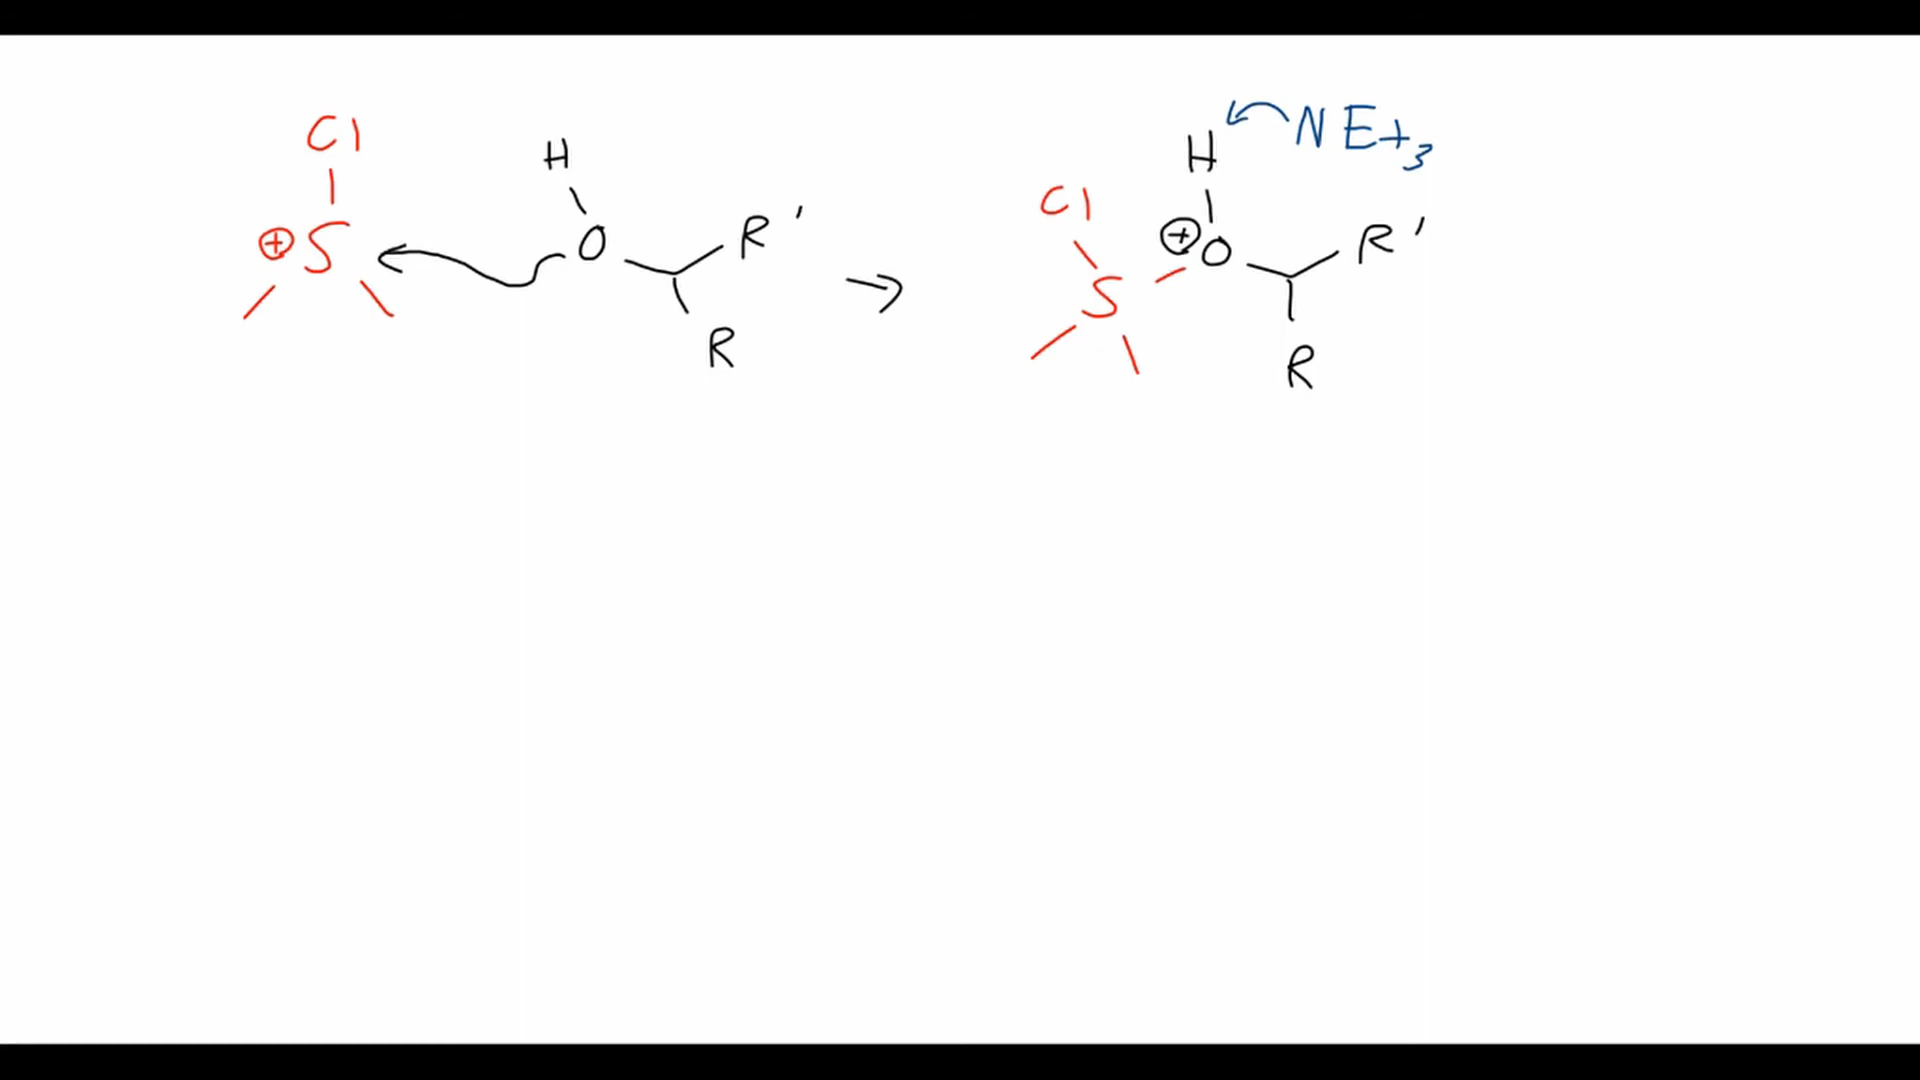 Cl
⊕ S
H
O
R'
R
→
H
NEt3
Cl
⊕ O
R'
S
R